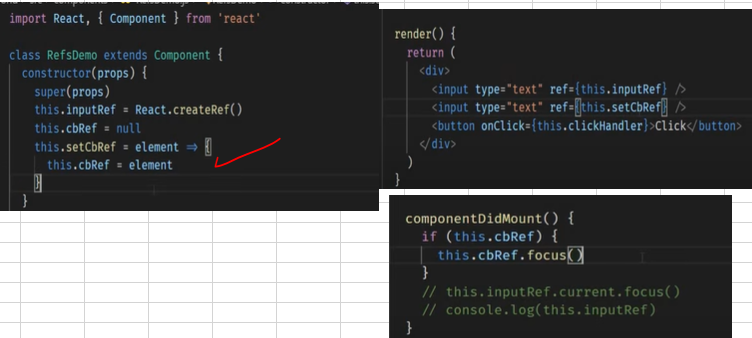 import React, { Component } from 'react'
class RefsDemo extends Component {
constructor(props) {
super(props)
this.inputRef = React.createRef()
this.cbRef = null
this.setCbRef = element ⇒ {
this.cbRef = element
}
}
render() {
return (
<div>
<input type="text" ref={this.inputRef} />
<input type="text" ref={this.setCbRef} />
<button onClick={this.clickHandler}>Click</button>
</div>
)
}
componentDidMount() {
if (this.cbRef) {
this.cbRef.focus()
}
// this.inputRef.current.focus()
// console.log(this.inputRef)
}